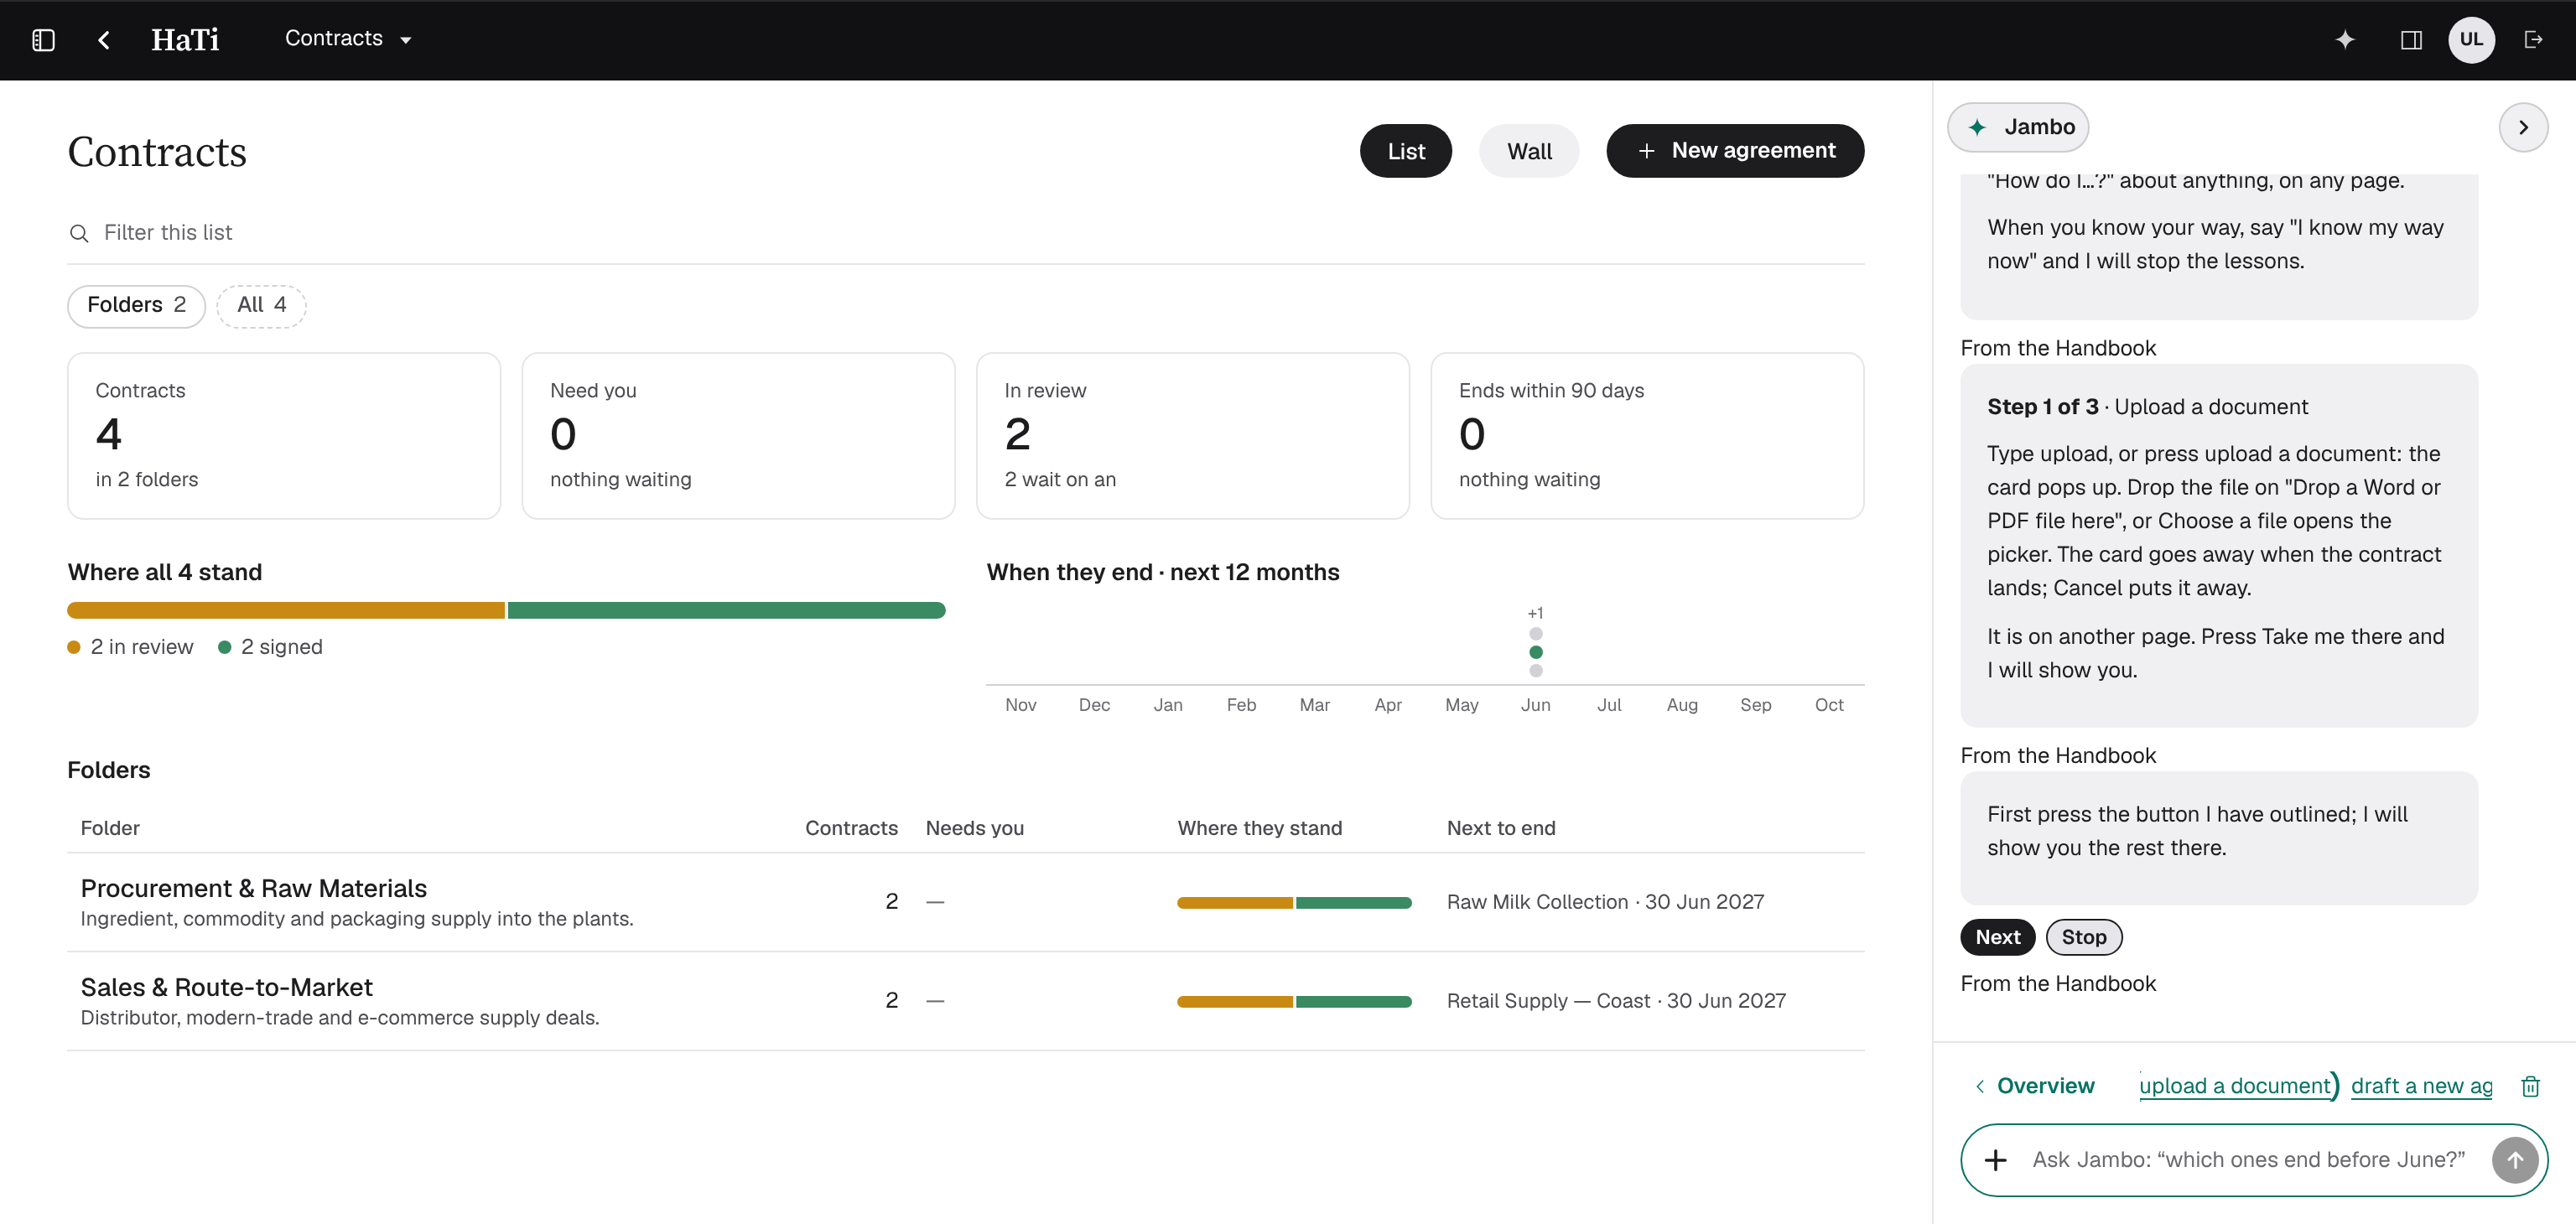 HaTi
Contracts
UL
Contracts
List
Wall
New agreement
Filter this list
Folders 2
All 4
Contracts
4
in 2 folders
Need you
0
nothing waiting
In review
2
2 wait on an
Ends within 90 days
0
nothing waiting
Where all 4 stand
2 in review
2 signed
When they end · next 12 months
+1
Nov Dec Jan Feb Mar Apr May Jun Jul Aug Sep Oct
Folders
Folder Contracts Needs you Where they stand Next to end
Procurement & Raw Materials
Ingredient, commodity and packaging supply into the plants.
2 — Raw Milk Collection · 30 Jun 2027
Sales & Route-to-Market
Distributor, modern-trade and e-commerce supply deals.
2 — Retail Supply — Coast · 30 Jun 2027
Jambo
"How do I...?" about anything, on any page.
When you know your way, say "I know my way
now" and I will stop the lessons.
From the Handbook
Step 1 of 3 · Upload a document
Type upload, or press upload a document: the
card pops up. Drop the file on "Drop a Word or
PDF file here", or Choose a file opens the
picker. The card goes away when the contract
lands; Cancel puts it away.
It is on another page. Press Take me there and
I will show you.
From the Handbook
First press the button I have outlined; I will
show you the rest there.
Next
Stop
From the Handbook
Overview
upload a document
draft a new ag
Ask Jambo: “which ones end before June?”